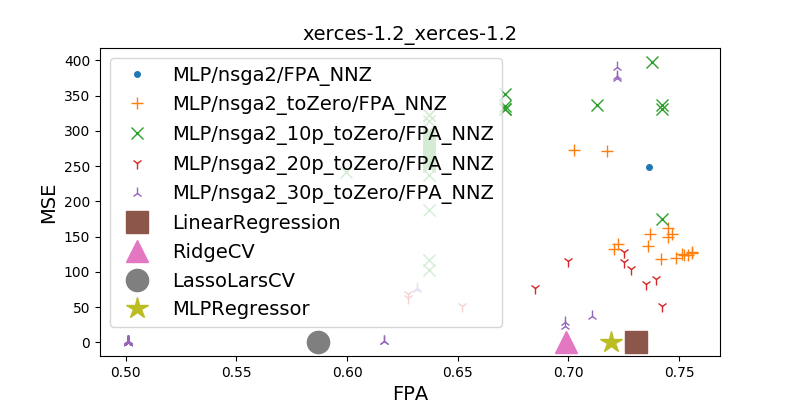 xerces-1.2_xerces-1.2
400
350
300
250
200
150
100
50
0
MSE
MLP/nsga2/FPA_NNZ
MLP/nsga2_toZero/FPA_NNZ
MLP/nsga2_10p_toZero/FPA_NNZ
MLP/nsga2_20p_toZero/FPA_NNZ
MLP/nsga2_30p_toZero/FPA_NNZ
LinearRegression
RidgeCV
LassoLarsCV
MLPRegressor
0.50 0.55 0.60 0.65 0.70 0.75
FPA